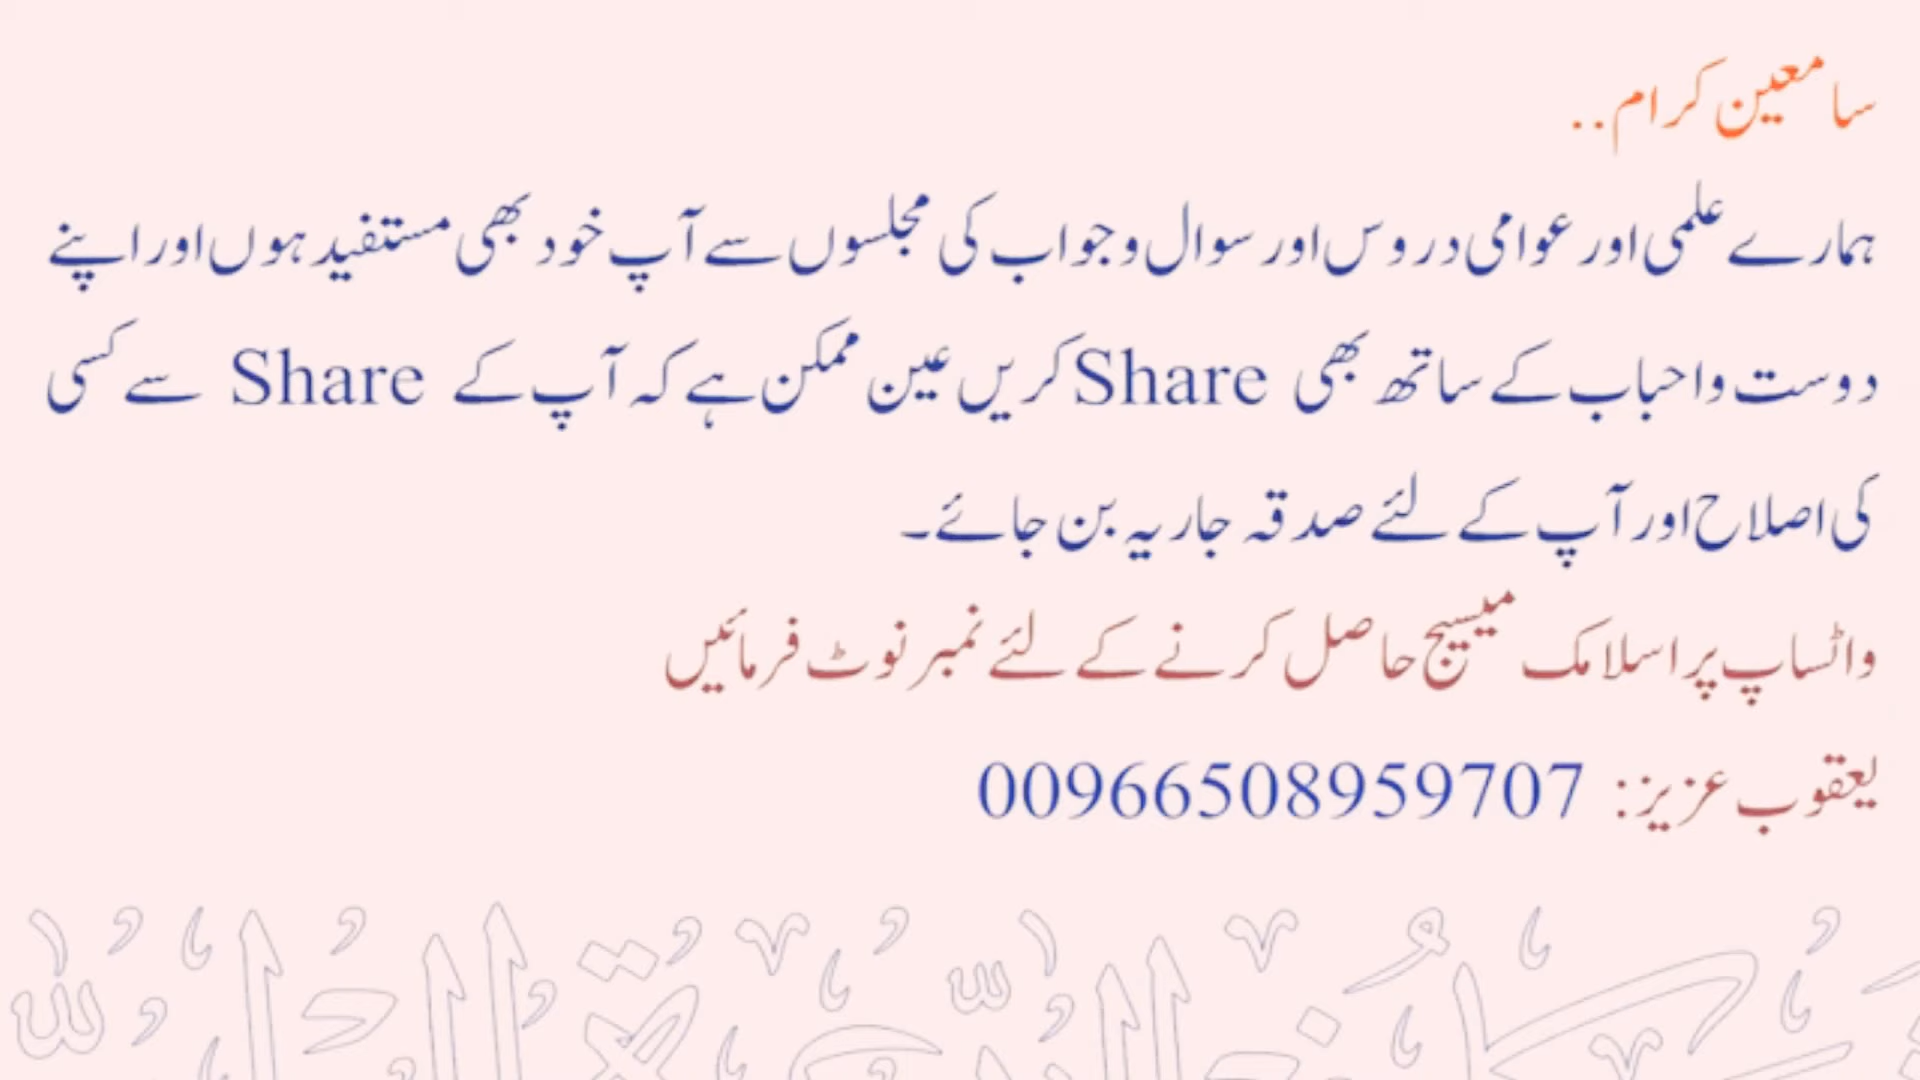 سامعین کرام..
ہمارے علمی اور عوامی دروس اور سوال وجواب کی مجلسوں سے آپ خود بھی مستفید ہوں اور اپنے
دوست واحباب کے ساتھ بھی Share کریں عین ممکن ہے کہ آپ کے Share سے کسی
کی اصلاح اور آپ کے لئے صدقہ جاریہ بن جائے۔
واٹساپ پر اسلامک میسیج حاصل کرنے کے لئے نمبر نوٹ فرمائیں
یعقوب عزیز: 00966508959707